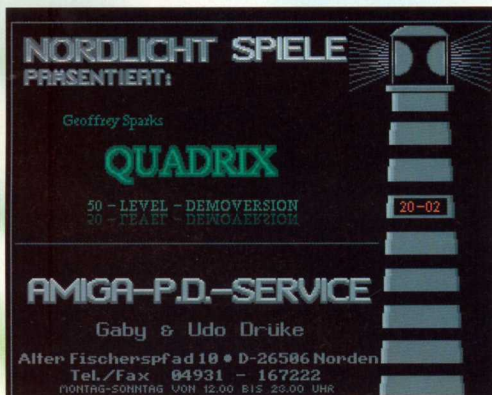 NORDLICHT SPIELE
PRÄSENTIERT:
Geoffrey Sparks
QUADRIX
50 - LEVEL - DEMOVERSION
20-02
AMIGA-P.D.-SERVICE
Gaby & Udo Drüke
Alter Fischerspfad 10 • D-26506 Norden
Tel./Fax 04931 - 167222
MONTAG-SONNTAG VON 12.00 BIS 23.00 UHR